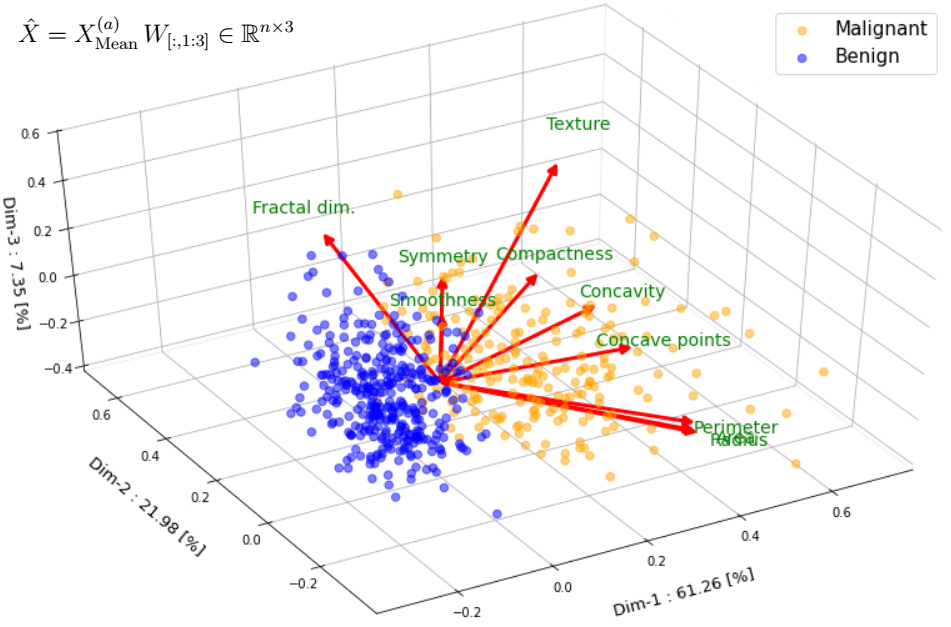 X̂ = X_Mean^(a) W_[:,1:3] ∈ ℝ^{n×3}
Malignant
Benign
Texture
Fractal dim.
Symmetry
Compactness
Smoothness
Concavity
Concave points
Perimeter
Radius
Dim-3 : 7.35 [%]
0.6
0.4
0.2
0.0
−0.2
−0.4
Dim-2 : 21.98 [%]
0.6
0.4
0.2
0.0
−0.2
Dim-1 : 61.26 [%]
−0.2
0.0
0.2
0.4
0.6